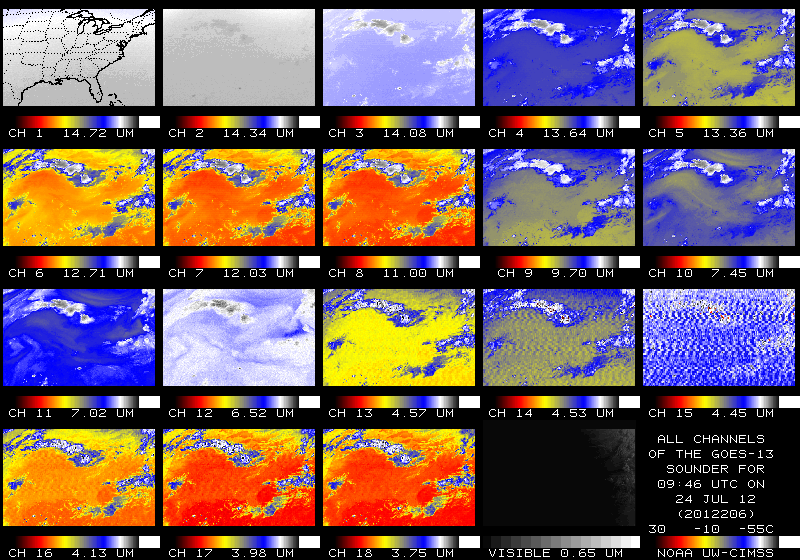 CH 1 14.72 UM
CH 2 14.34 UM
CH 3 14.08 UM
CH 4 13.64 UM
CH 5 13.36 UM
CH 6 12.71 UM
CH 7 12.03 UM
CH 8 11.00 UM
CH 9 9.70 UM
CH 10 7.45 UM
CH 11 7.02 UM
CH 12 6.52 UM
CH 13 4.57 UM
CH 14 4.53 UM
CH 15 4.45 UM
ALL CHANNELS
OF THE GOES-13
SOUNDER FOR
09:46 UTC ON
24 JUL 12
(2012206)
30 -10 -55C
CH 16 4.13 UM
CH 17 3.98 UM
CH 18 3.75 UM
VISIBLE 0.65 UM
NOAA UW-CIMSS